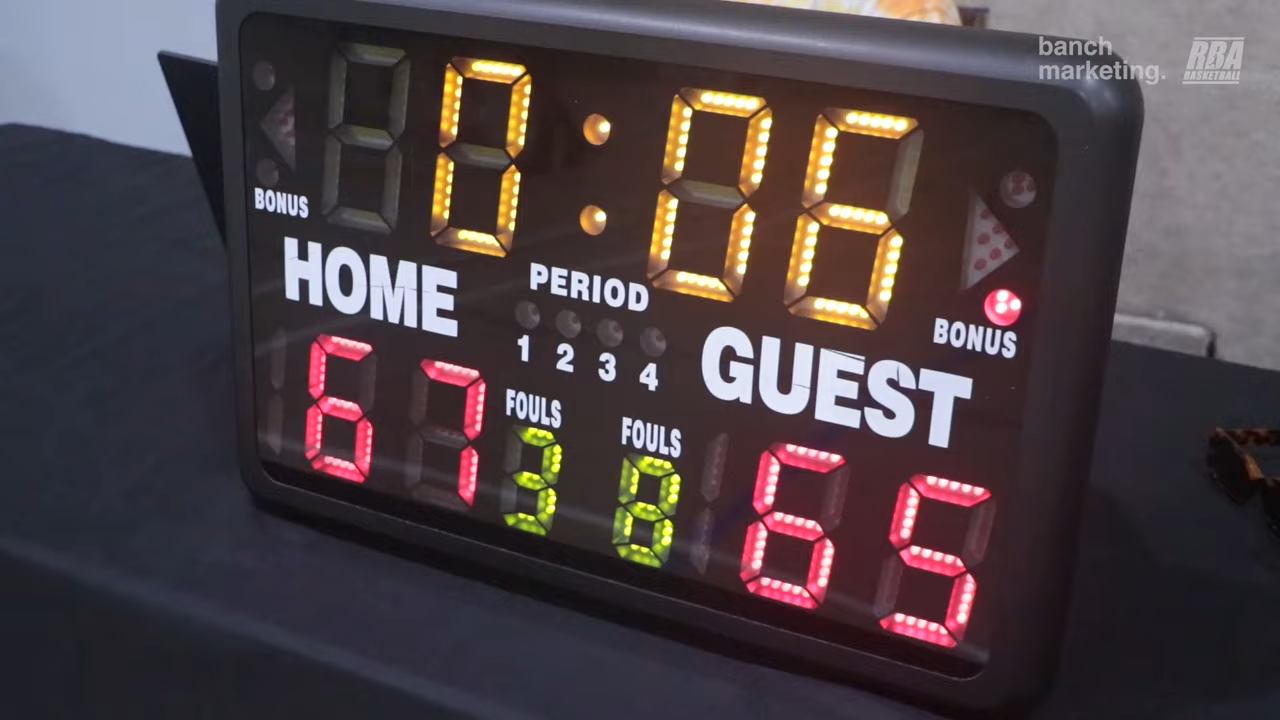 banch
marketing.
RBA
BASKETBALL
0:06
BONUS
BONUS
HOME
PERIOD
GUEST
1 2 3 4
FOULS
FOULS
67
3
8
65